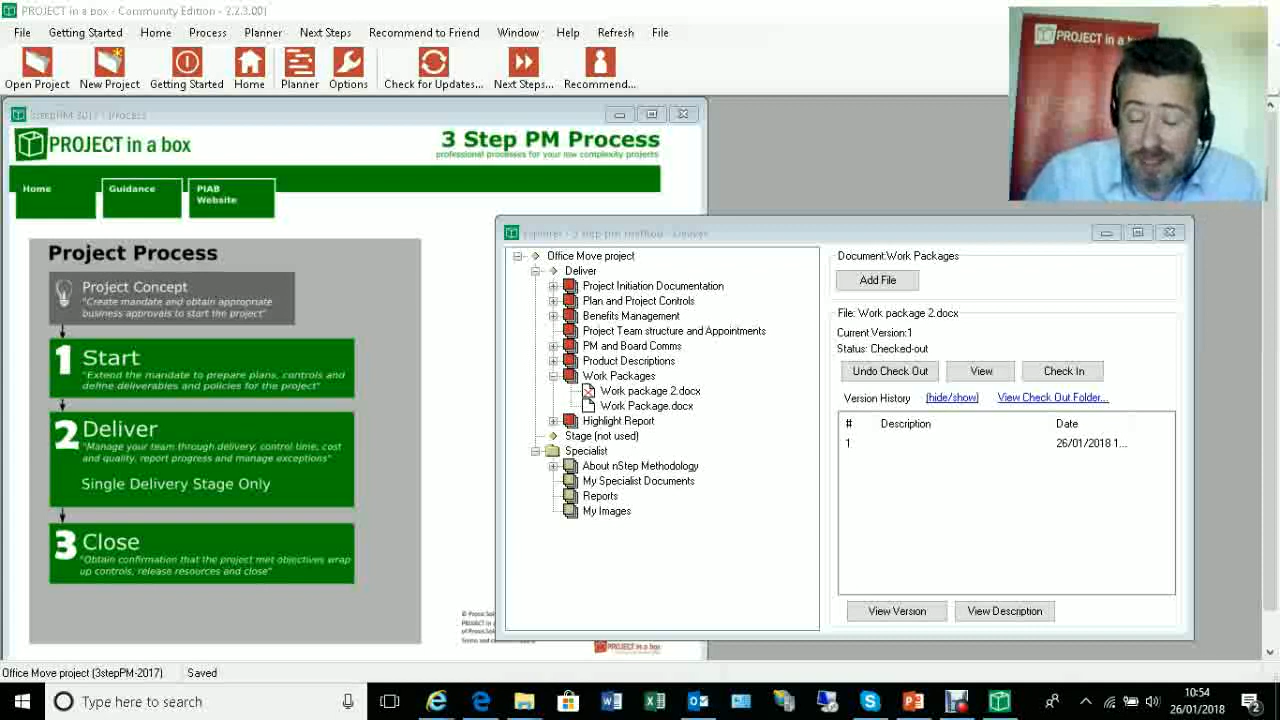 PROJECT in a box - Community Edition - 2.2.3.00)
File Getting Started Home Process Planner Next Step Recommend to Friend Window Help Refresh File
Open Project New Project Getting Started Home Planner Options Check for Updates... Next Steps... Recommend...
PROJECT in a box
PROJECT in a box
3 Step PM Process
professional processes for your low complexity projects
Home
Guidance
PIAB
Website
Project Process
Project Concept
"Create mandate and obtain appropriate
business approvals to start the project"
1 Start
"Extend the mandate to prepare plans, controls and
define deliverables and policies for the project"
2 Deliver
"Manage your team through delivery, control time, cost
and quality, report progress and manage exceptions"
Single Delivery Stage Only
3 Close
"Obtain confirmation that the project met objectives wrap
up controls, release resources and close"
PROJECT in a box
Office Move project
Deliver
Project Initiation Documentation
Plan and Project Controls
Benefits Management
Project Team structure and Appointments
PM and Board Comms
Product Descriptions
Work Packages
Work package 2.docx
Work Package.docx
Highlight Report
Stage (not used)
Specialist
About nStep Methodology
My Specialist Documents
Reports
My Images
Document:Work Packages
Add File
File: Work package 2.docx
Current Version:1
Status: Checked-out
Undo Check Out View Check In
Version History (hide/show) View Check Out Folder...
# Description Date
1 26/01/2018 1...
View Version View Description
Office Move project (3stepPM-2017) Saved
Type here to search
10:54
26/01/2018
2